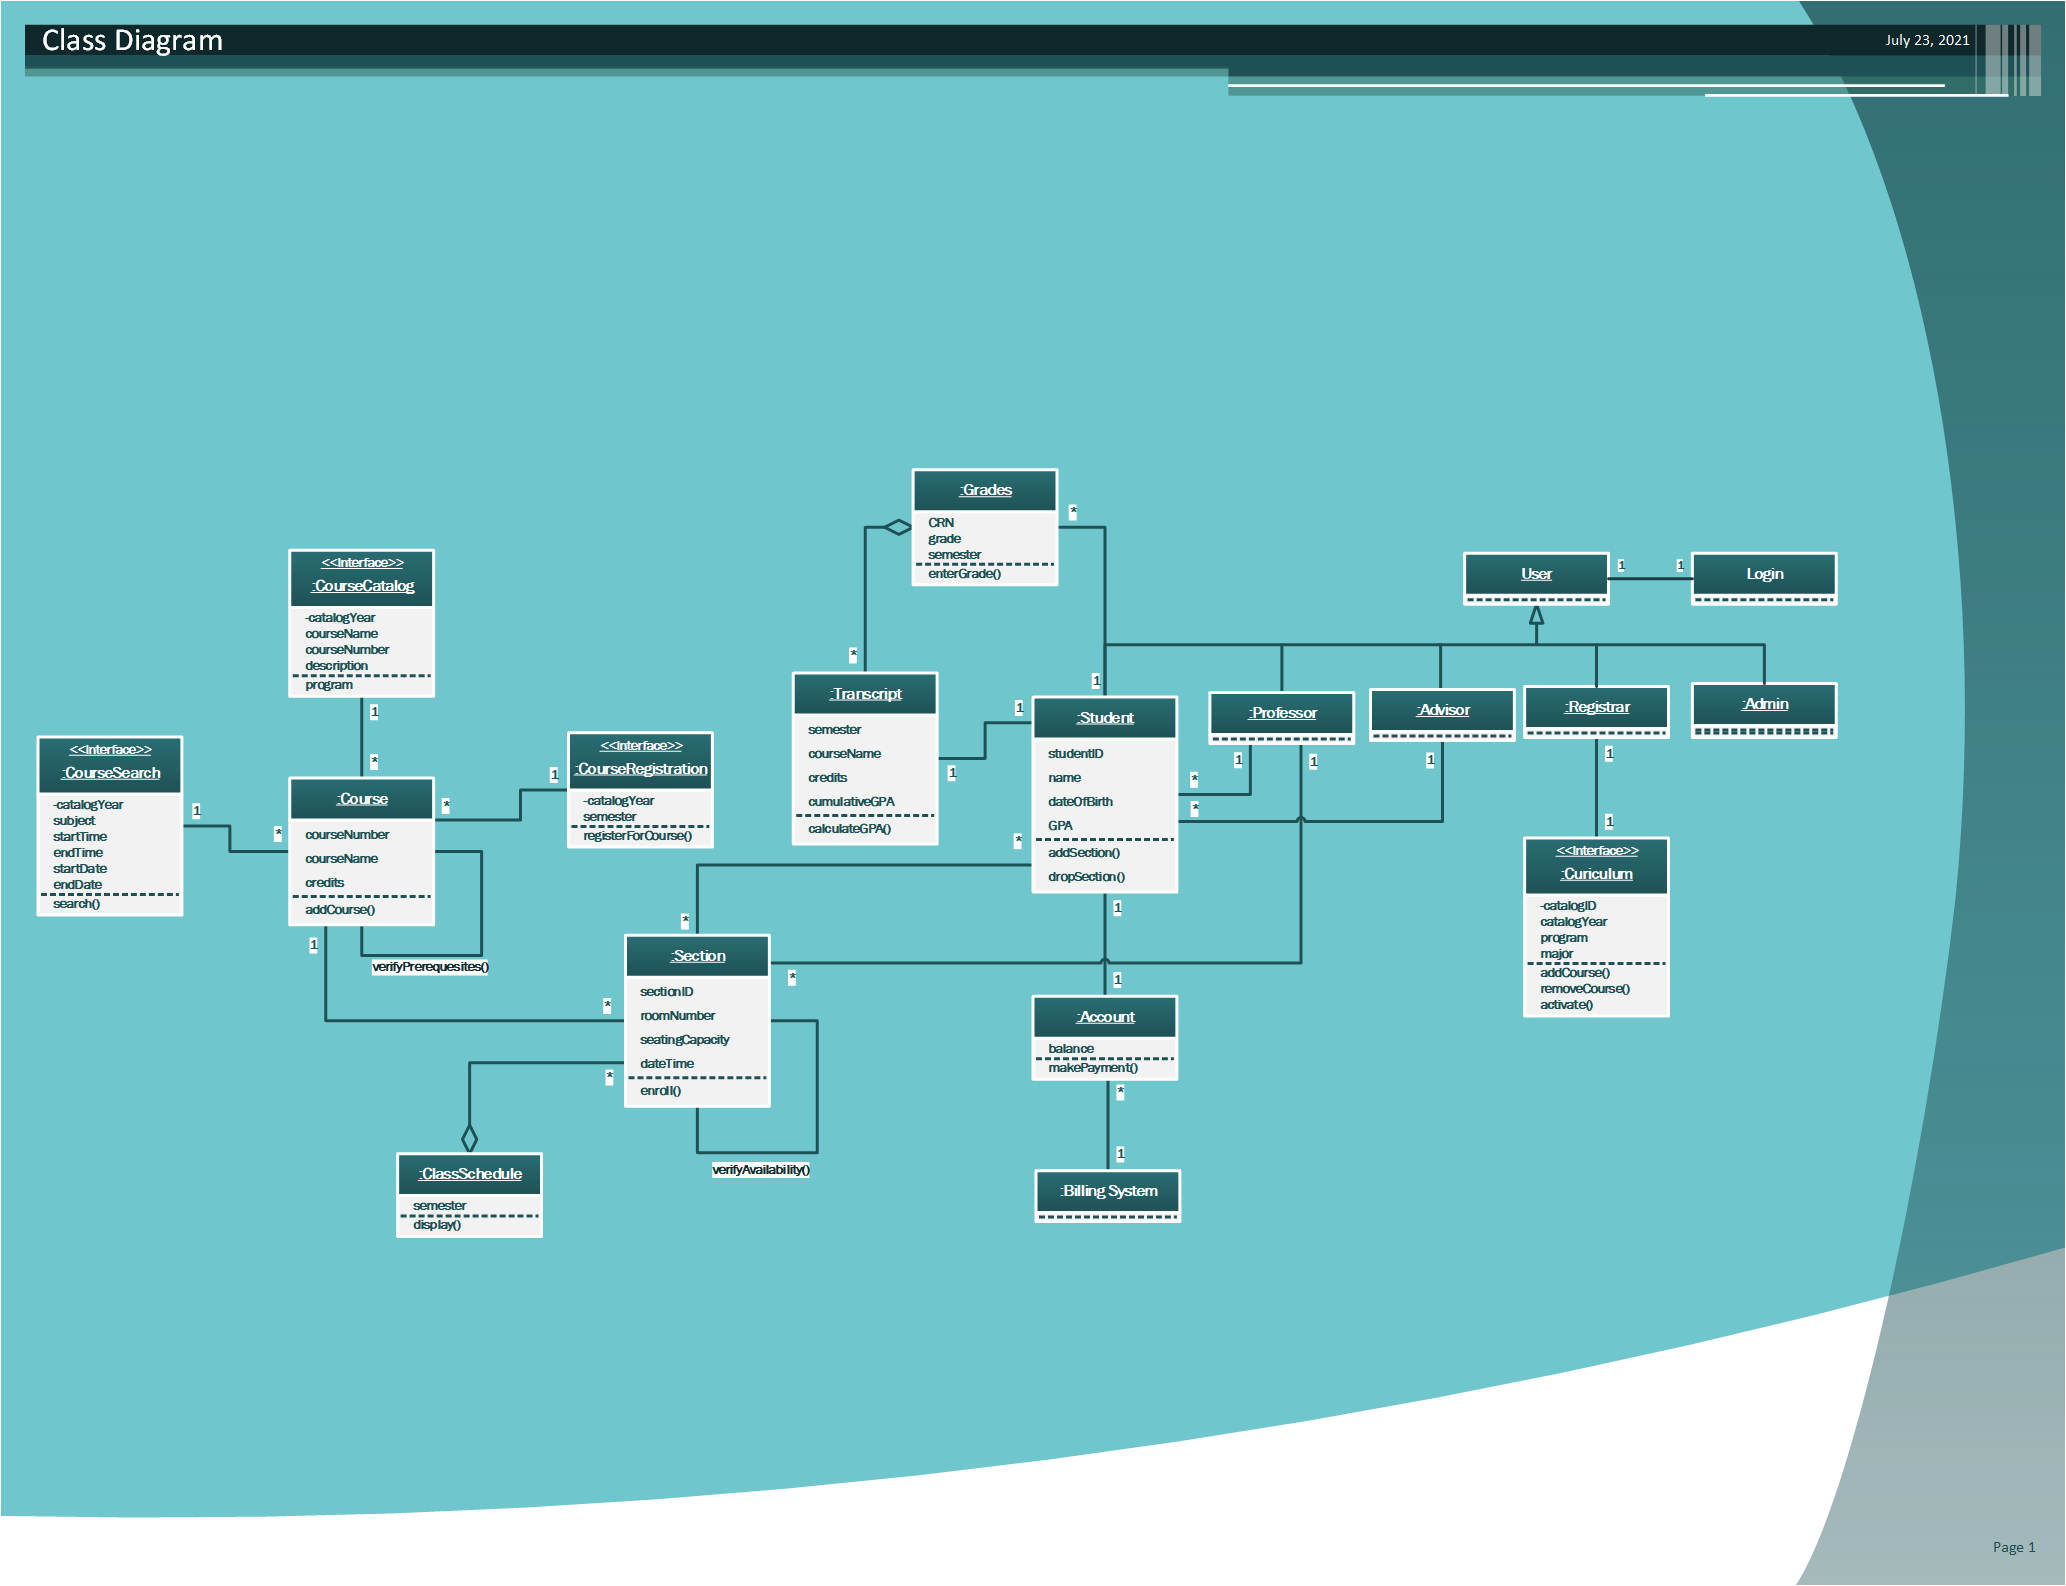 Class Diagram
July 23, 2021
:Grades
CRN
grade
semester
enterGrade()
*
*
<<Interface>>
:CourseCatalog
-catalogYear
courseName
courseNumber
description
program
1
*
User
1
1
Login
:Transcript
semester
courseName
credits
cumulativeGPA
calculateGPA()
1
1
1
:Student
studentID
name
dateOfBirth
GPA
addSection()
dropSection()
:Professor
1
1
*
:Advisor
1
*
:Registrar
1
1
:Admin
<<Interface>>
:CourseSearch
-catalogYear
subject
startTime
endTime
startDate
endDate
search()
1
*
:Course
courseNumber
courseName
credits
addCourse()
*
1
<<Interface>>
:CourseRegistration
-catalogYear
semester
registerForCourse()
<<Interface>>
:Curiculum
-catalogID
catalogYear
program
major
addCourse()
removeCourse()
activate()
1
verifyPrerequesites()
*
*
*
:Section
sectionID
roomNumber
seatingCapacity
dateTime
enroll()
*
*
verifyAvailability()
1
1
:Account
balance
makePayment()
*
1
:Billing System
:ClassSchedule
semester
display()
Page 1